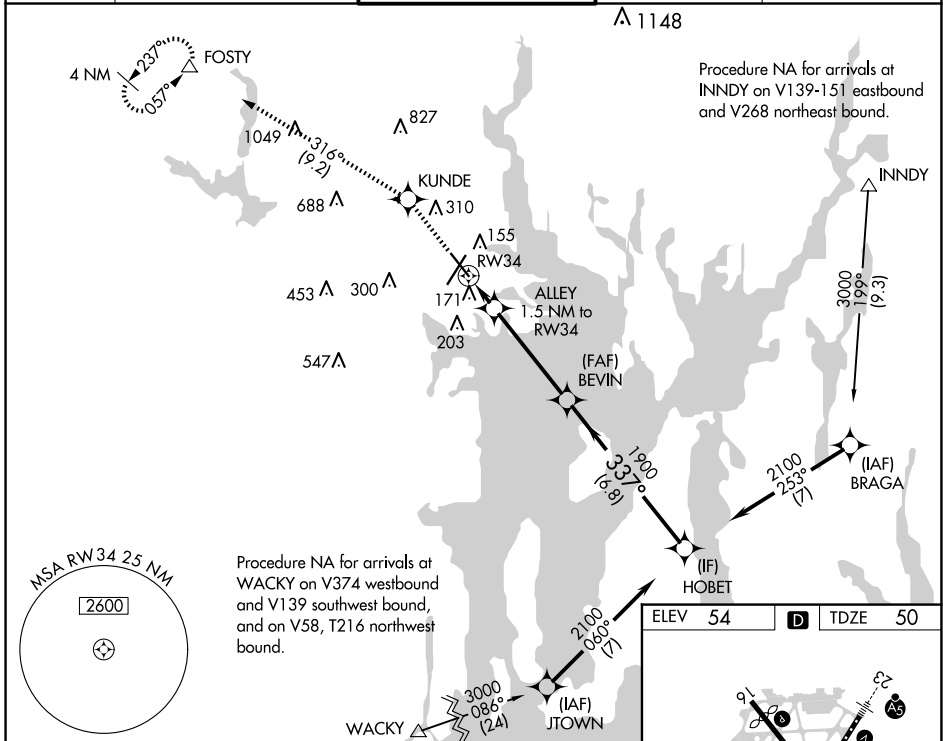 1148
237°
FOSTY
4 NM
057°
Procedure NA for arrivals at
INNDY on V139-151 eastbound
and V268 northeast bound.
1049
827
316°
(9.2)
KUNDE
INNDY
688
310
155
RW34
3000
199°
(9.3)
453
300
171
ALLEY
1.5 NM to
RW34
203
547
(FAF)
BEVIN
1900
337°
(6.8)
2100
253°
(7)
(IAF)
BRAGA
(IF)
HOBET
MSA RW34 25 NM
2600
Procedure NA for arrivals at
WACKY on V374 westbound
and V139 southwest bound,
and on V58, T216 northwest
bound.
2100
060°
(7)
ELEV 54
D
TDZE 50
3000
086°
(24)
(IAF)
JTOWN
WACKY
16
23
A5